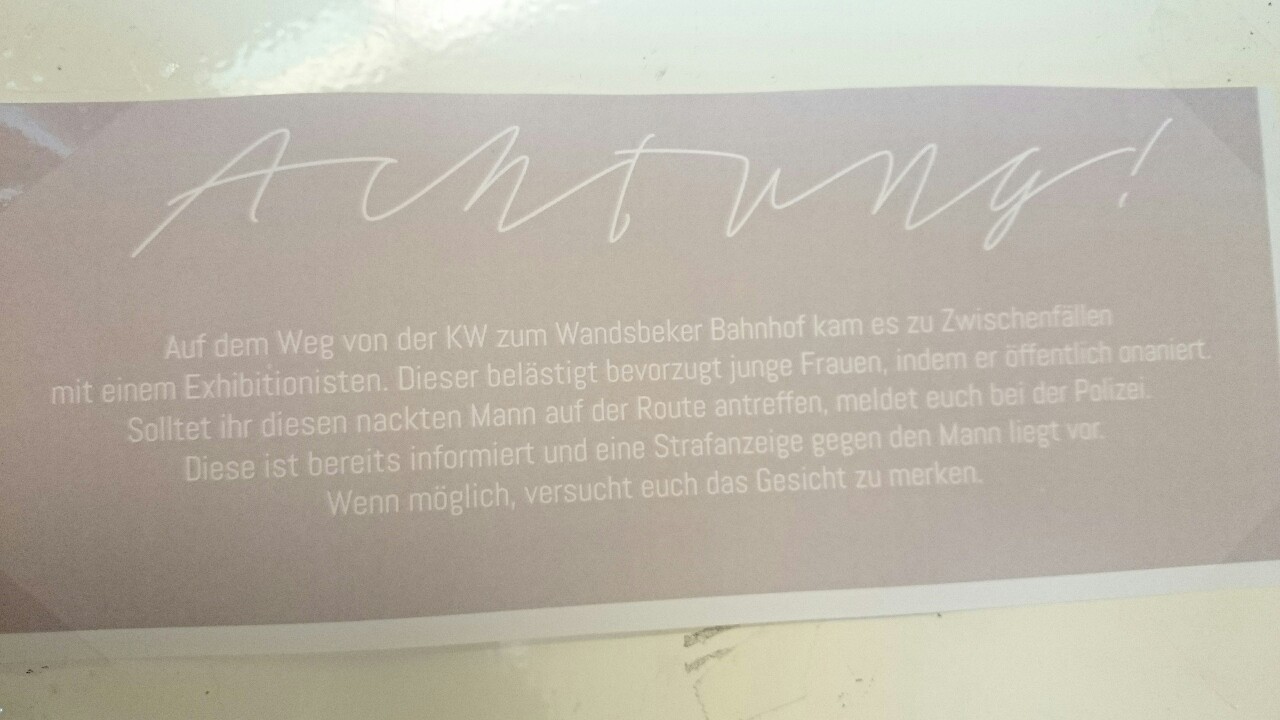 Achtung!
Auf dem Weg von der KW zum Wandsbeker Bahnhof kam es zu Zwischenfällen
mit einem Exhibitionisten. Dieser belästigt bevorzugt junge Frauen, indem er öffentlich onaniert.
Solltet ihr diesen nackten Mann auf der Route antreffen, meldet euch bei der Polizei.
Diese ist bereits informiert und eine Strafanzeige gegen den Mann liegt vor.
Wenn möglich, versucht euch das Gesicht zu merken.